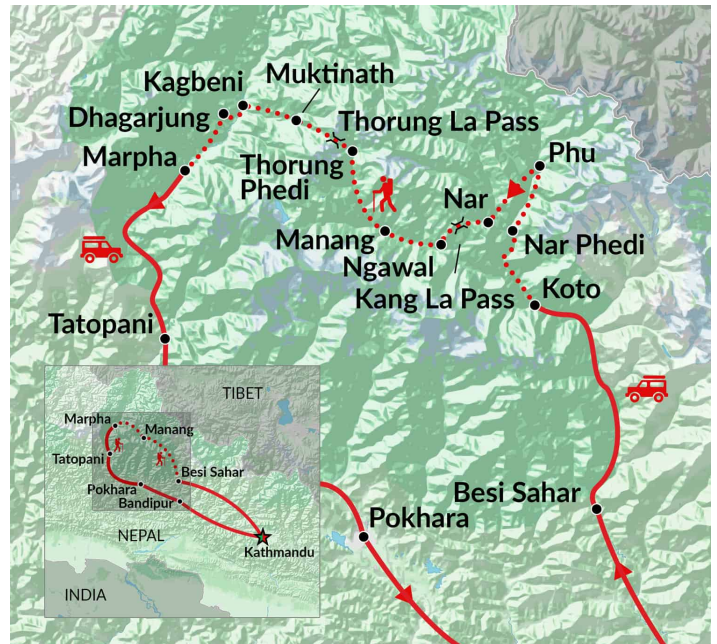 Kagbeni
Muktinath
Dhagarjung
Thorung La Pass
Marpha
Thorung
Phedi
Phu
Nar
Manang
Nar Phedi
Ngawal
Kang La Pass
Koto
Tatopani
TIBET
Marpha
Manang
Tatopani
Besi Sahar
Pokhara
Bandipur
NEPAL
Kathmandu
INDIA
Besi Sahar
Pokhara